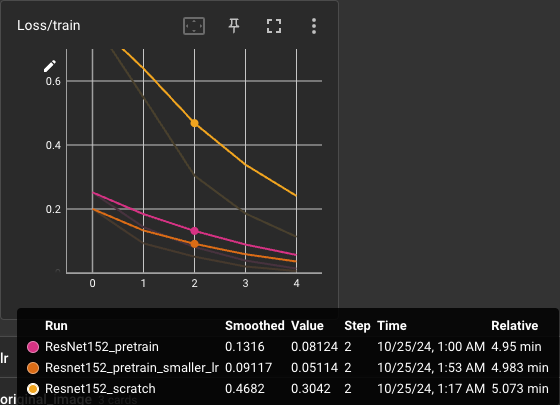 Loss/train
0.6
0.4
0.2
0 1 2 3 4
Run Smoothed Value Step Time Relative
ResNet152_pretrain 0.1316 0.08124 2 10/25/24, 1:00 AM 4.95 min
Resnet152_pretrain_smaller_lr 0.09117 0.05114 2 10/25/24, 1:53 AM 4.983 min
Resnet152_scratch 0.4682 0.3042 2 10/25/24, 1:17 AM 5.073 min
lr
original_image 3 cards